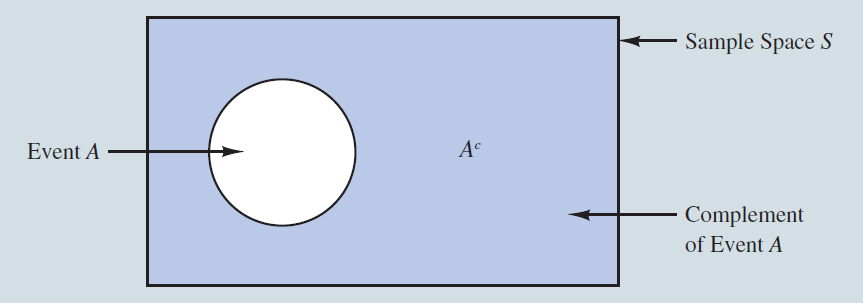 Sample Space S
Event A
Aᶜ
Complement
of Event A